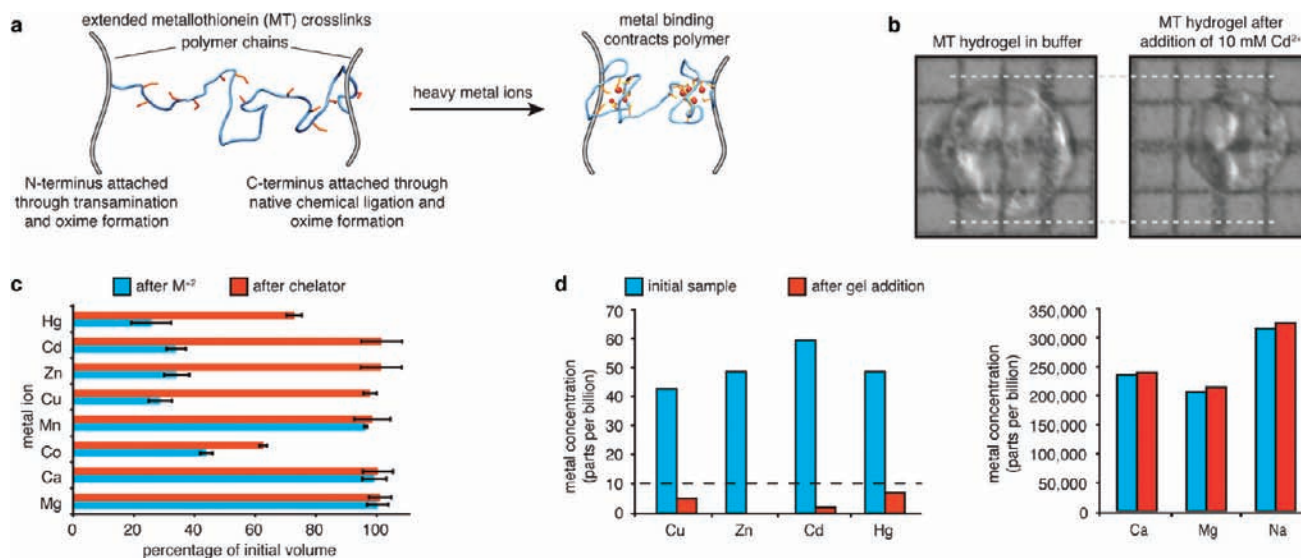 a
extended metallothionein (MT) crosslinks
polymer chains
heavy metal ions
metal binding
contracts polymer
N-terminus attached
through transamination
and oxime formation
C-terminus attached through
native chemical ligation and
oxime formation
b
MT hydrogel in buffer
MT hydrogel after
addition of 10 mM Cd²⁺
c
after M⁺²
after chelator
metal ion
Hg
Cd
Zn
Cu
Mn
Co
Ca
Mg
0 20 40 60 80 100
percentage of initial volume
d
initial sample
after gel addition
metal concentration
(parts per billion)
70
60
50
40
30
20
10
0
Cu Zn Cd Hg
metal concentration
(parts per billion)
350,000
300,000
250,000
200,000
150,000
100,000
50,000
0
Ca Mg Na